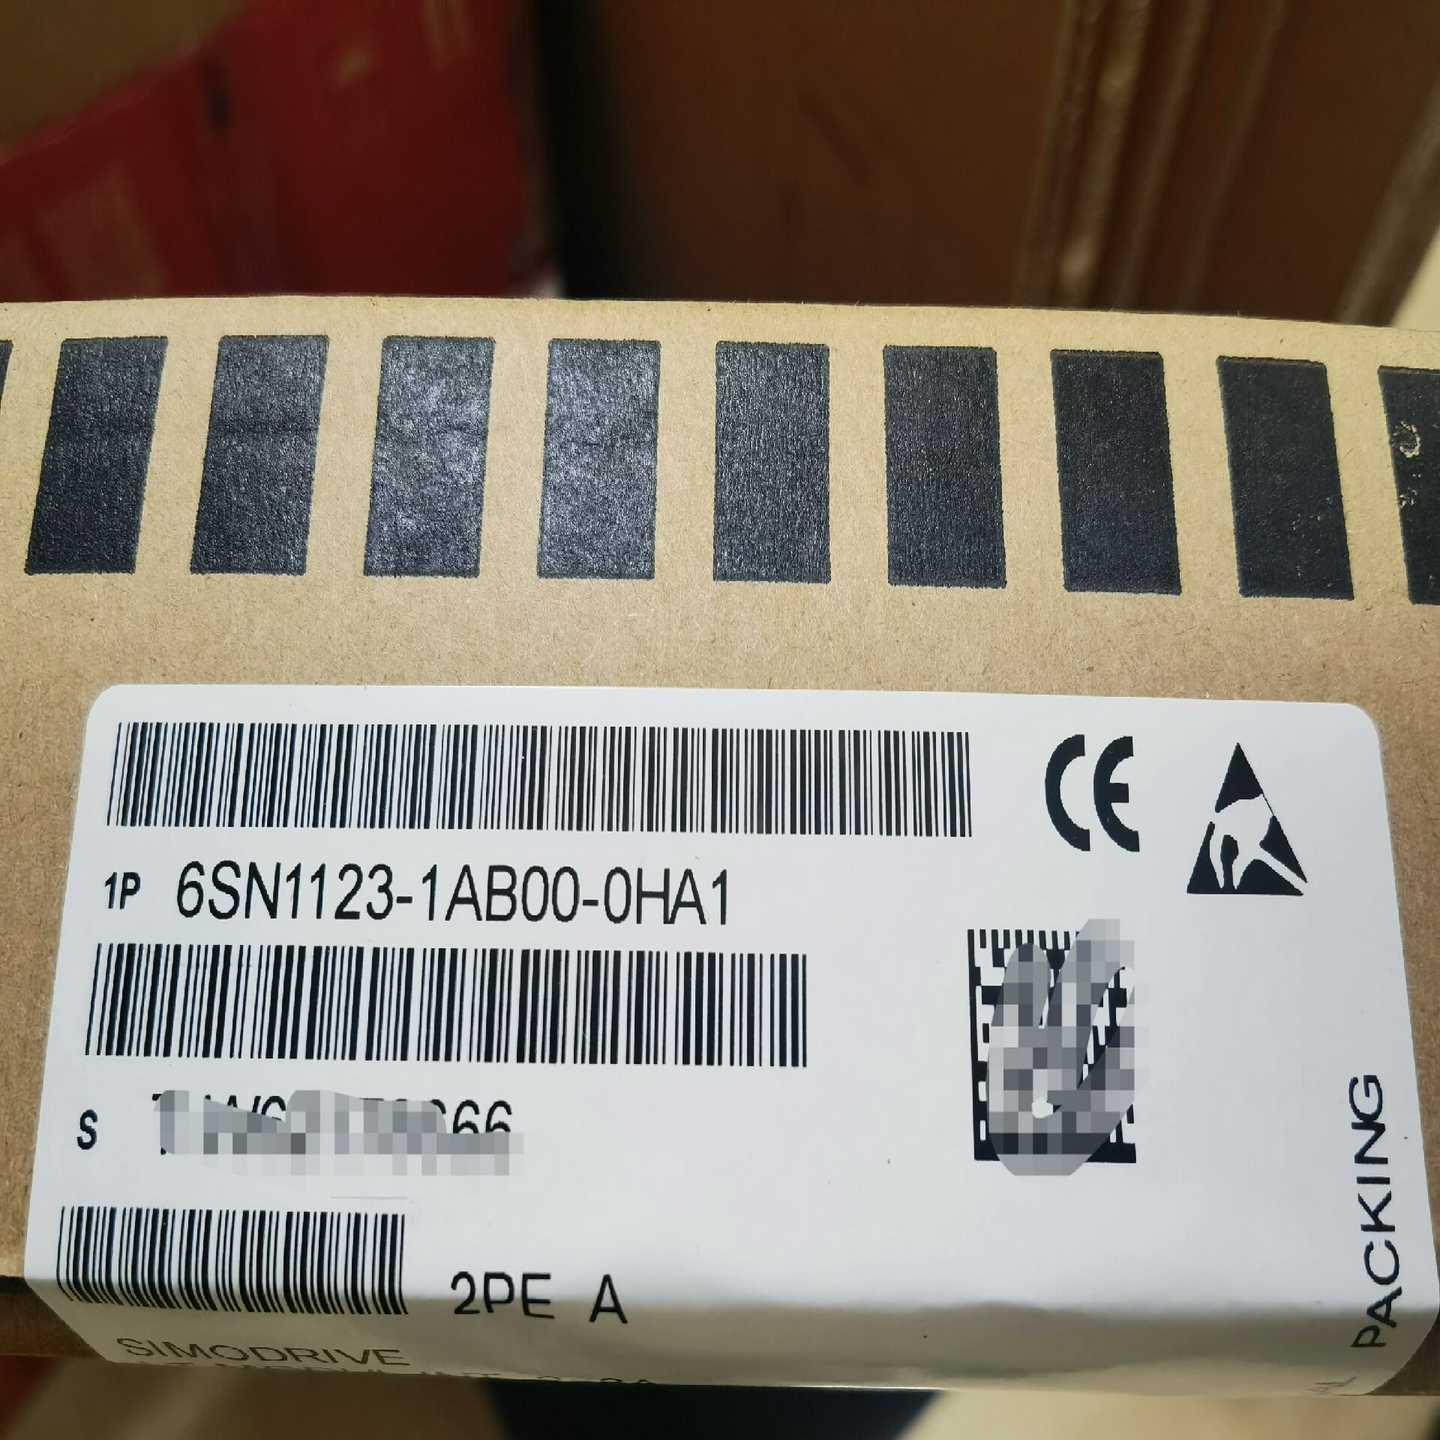 CE
1P 6SN1123-1AB00-0HA1
S
2PE A
SIMODRIVE
PACKING